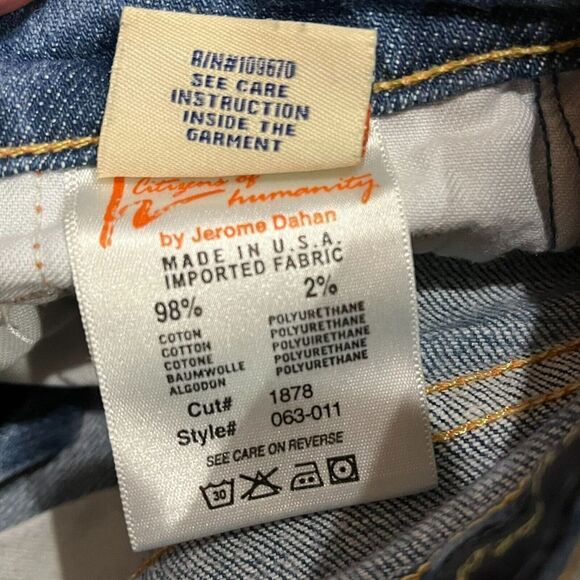 R/N#109670
SEE CARE
INSTRUCTION
INSIDE THE
GARMENT
Citizens of
humanity
by Jerome Dahan
MADE IN U.S.A.
IMPORTED FABRIC
98% 2%
COTON POLYURETHANE
COTTON POLYURETHANE
COTONE POLYUIRETHANE
BAUMWOLLE POLYURETHANE
ALGODON POLYURETHANE
Cut# 1878
Style# 063-011
SEE CARE ON REVERSE
30